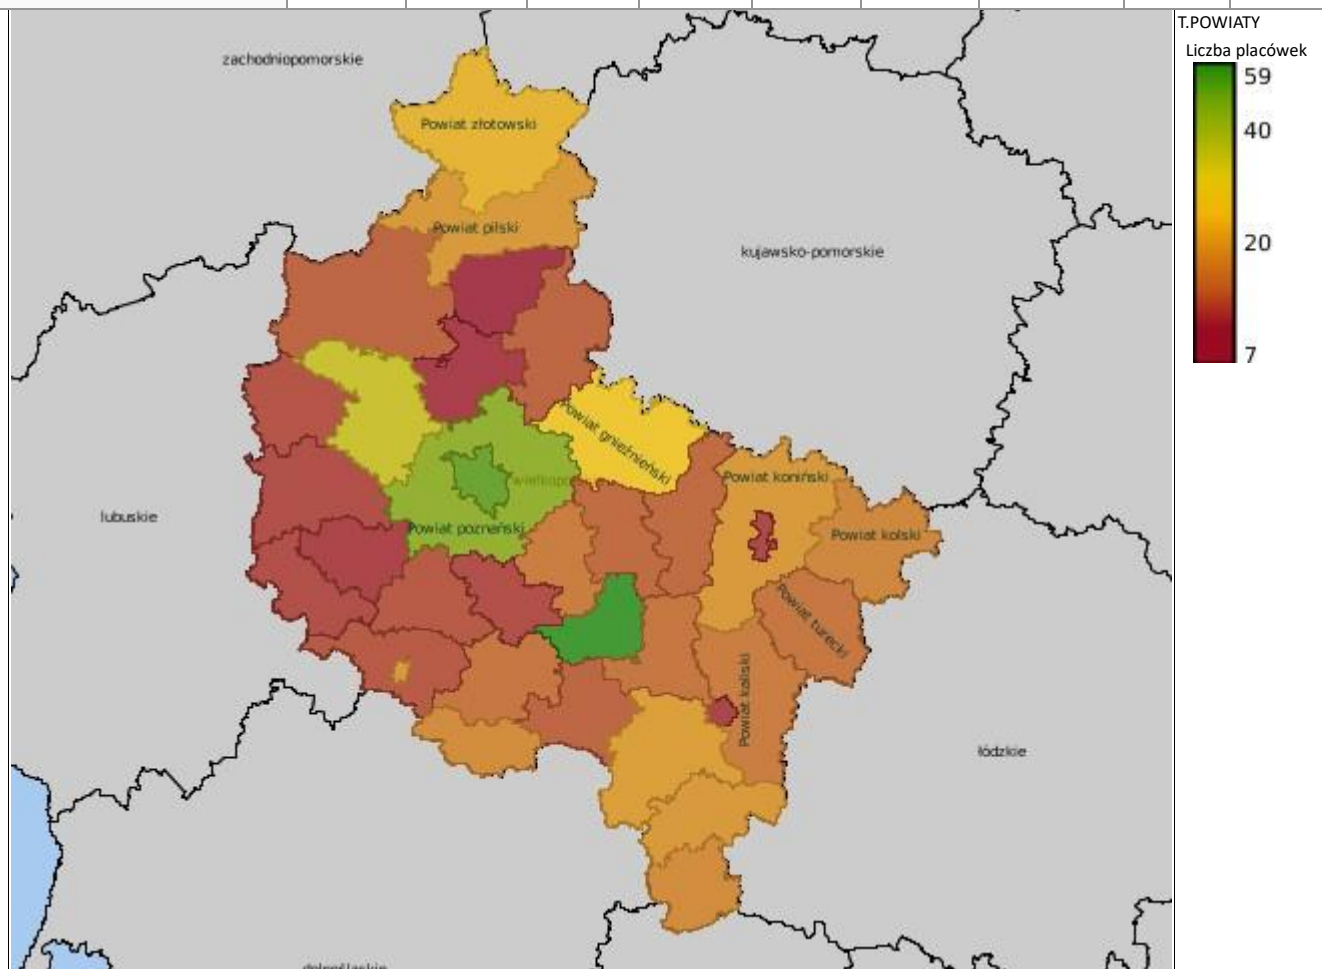 T.POWIATY
Liczba placówek
59
40
20
7
zachodniopomorskie
Powiat złotowski
Powiat pilski
kujawsko-pomorskie
Powiat gnieźnieński
Powiat koniński
lubuskie
Powiat poznański
Powiat kolski
Powiat turecki
Powiat kaliski
łódzkie
dolnośląskie